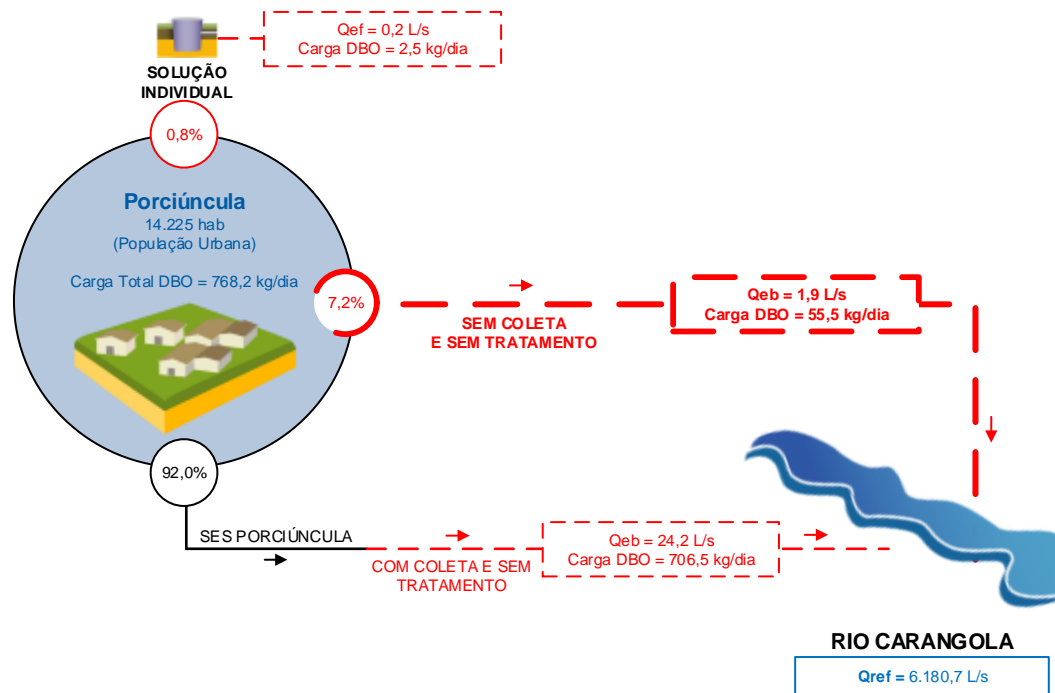 Qef = 0,2 L/s
Carga DBO = 2,5 kg/dia
SOLUÇÃO
INDIVIDUAL
0,8%
Porciúncula
14.225 hab
(População Urbana)
Carga Total DBO = 768,2 kg/dia
7,2%
SEM COLETA
E SEM TRATAMENTO
Qeb = 1,9 L/s
Carga DBO = 55,5 kg/dia
92,0%
SES PORCIÚNCULA
COM COLETA E SEM
TRATAMENTO
Qeb = 24,2 L/s
Carga DBO = 706,5 kg/dia
RIO CARANGOLA
Qref = 6.180,7 L/s